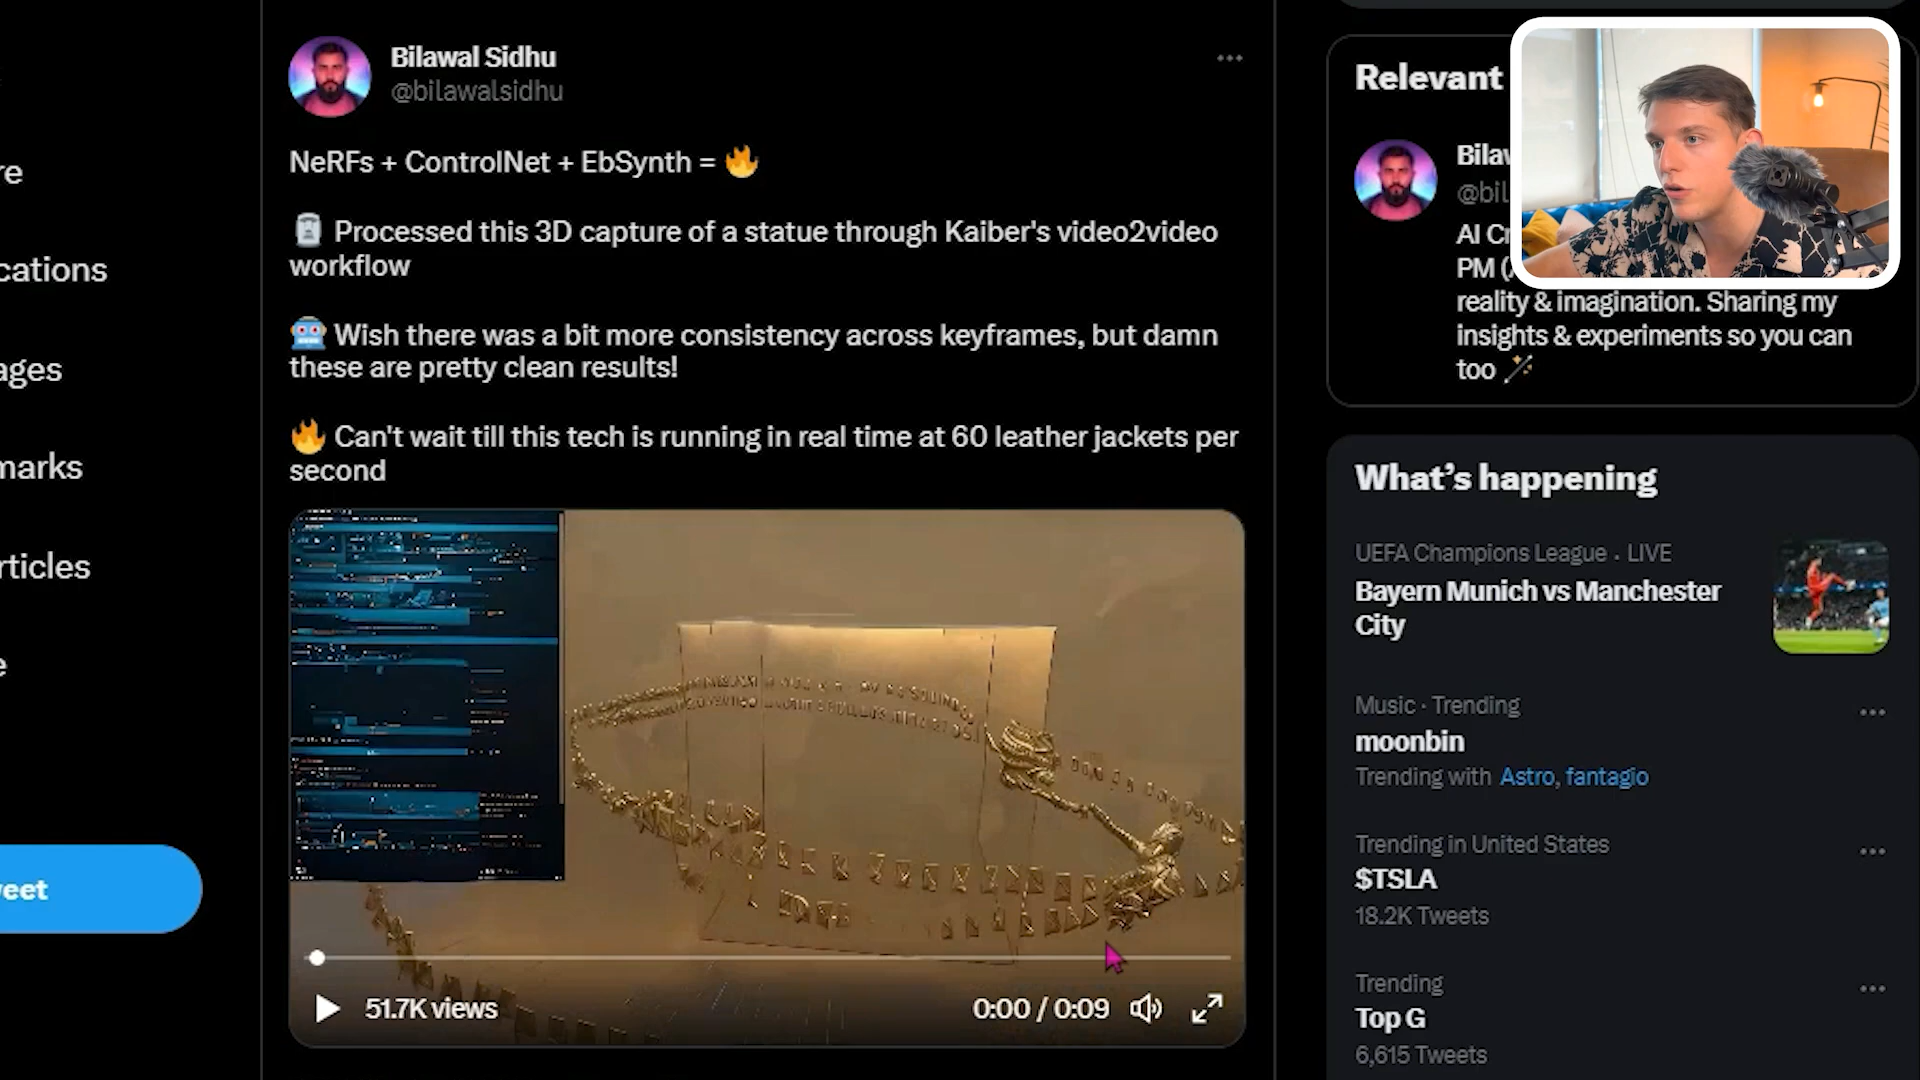 re
cations
ages
marks
rticles
e
weet
Bilawal Sidhu
@bilawalsidhu
NeRFs + ControlNet + EbSynth = 🔥
🗿 Processed this 3D capture of a statue through Kaiber's video2video
workflow
🤖 Wish there was a bit more consistency across keyframes, but damn
these are pretty clean results!
🔥 Can't wait till this tech is running in real time at 60 leather jackets per
second
51.7K views
0:00 / 0:09
Relevant
Bilaw
@bil
AI Cr
PM (
reality & imagination. Sharing my
insights & experiments so you can
too
What's happening
UEFA Champions League · LIVE
Bayern Munich vs Manchester
City
Music · Trending
moonbin
Trending with Astro, fantagio
Trending in United States
$TSLA
18.2K Tweets
Trending
Top G
6,615 Tweets